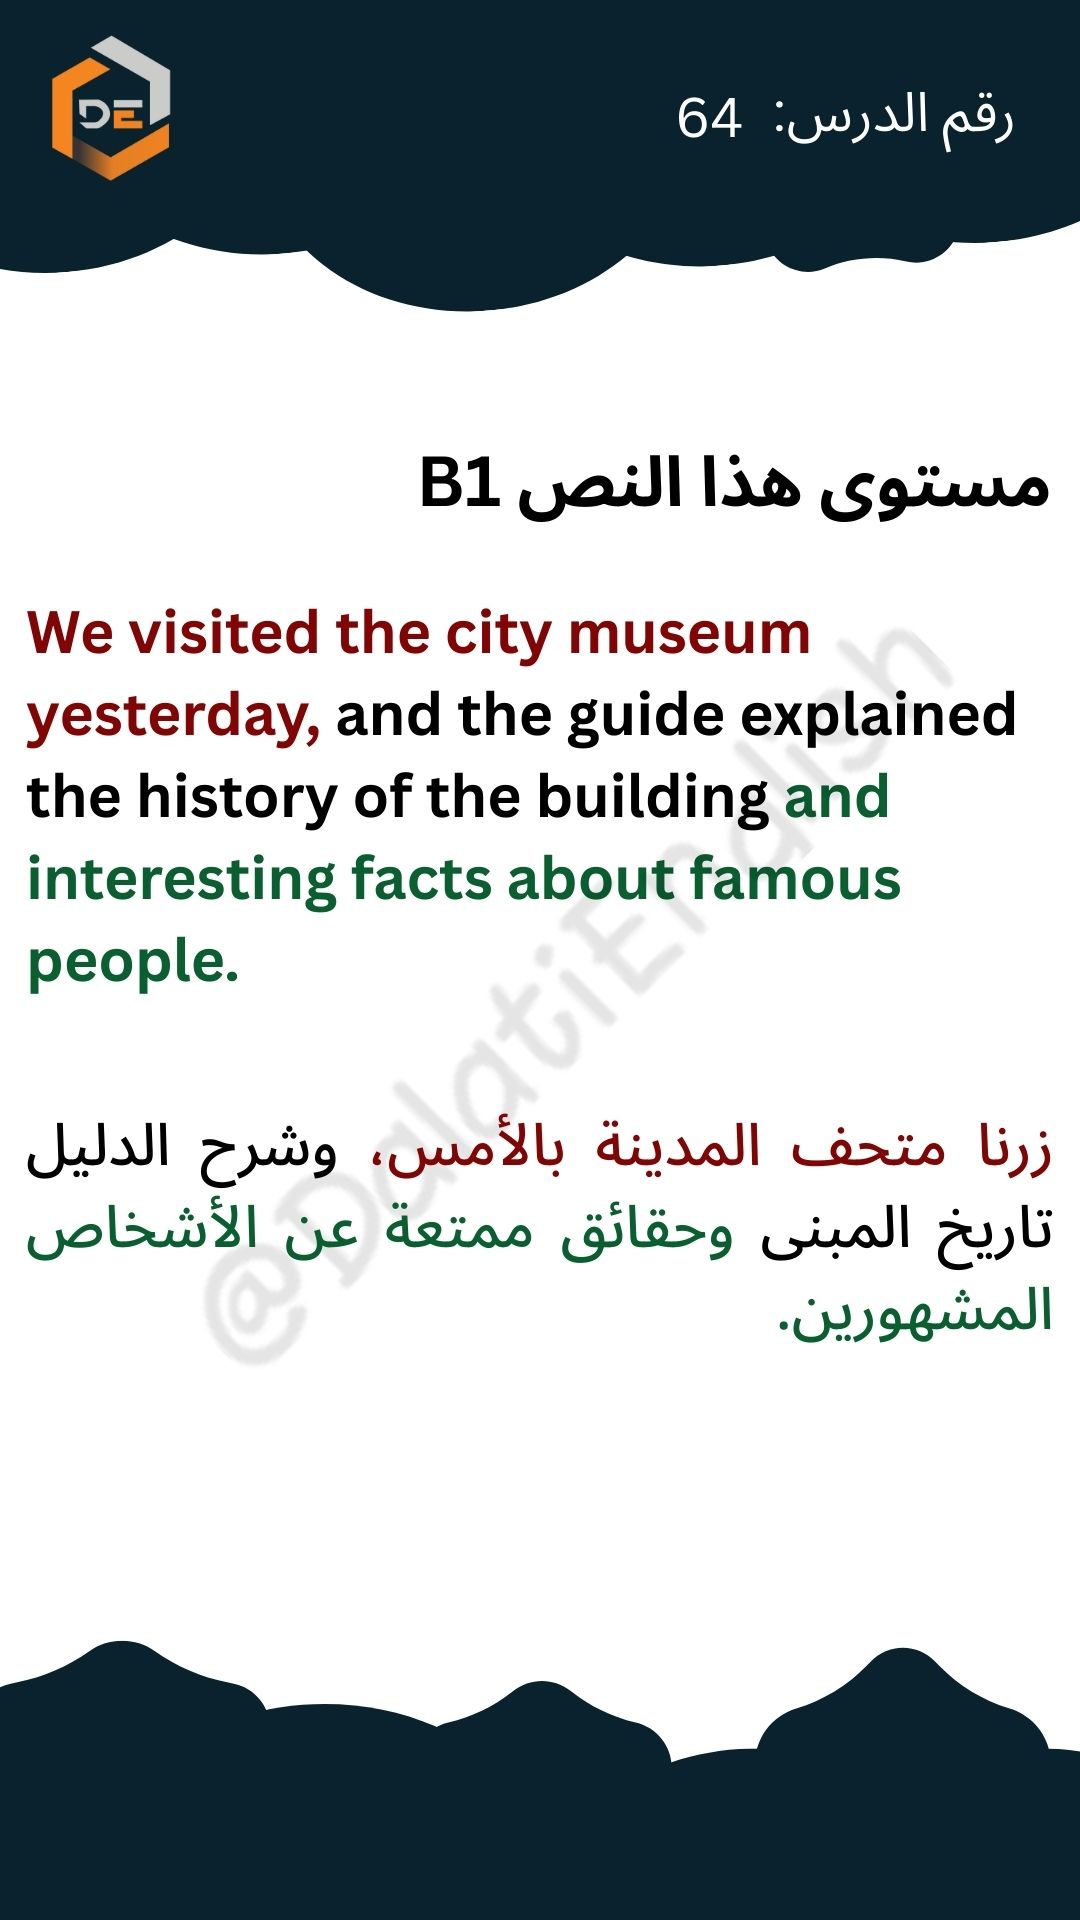 DE
رقم الدرس: 64
مستوى هذا النص B1
We visited the city museum
yesterday, and the guide explained
the history of the building and
interesting facts about famous
people.
زرنا متحف المدينة بالأمس، وشرح الدليل
تاريخ المبنى وحقائق ممتعة عن الأشخاص
المشهورين.
@DalatiEnglish